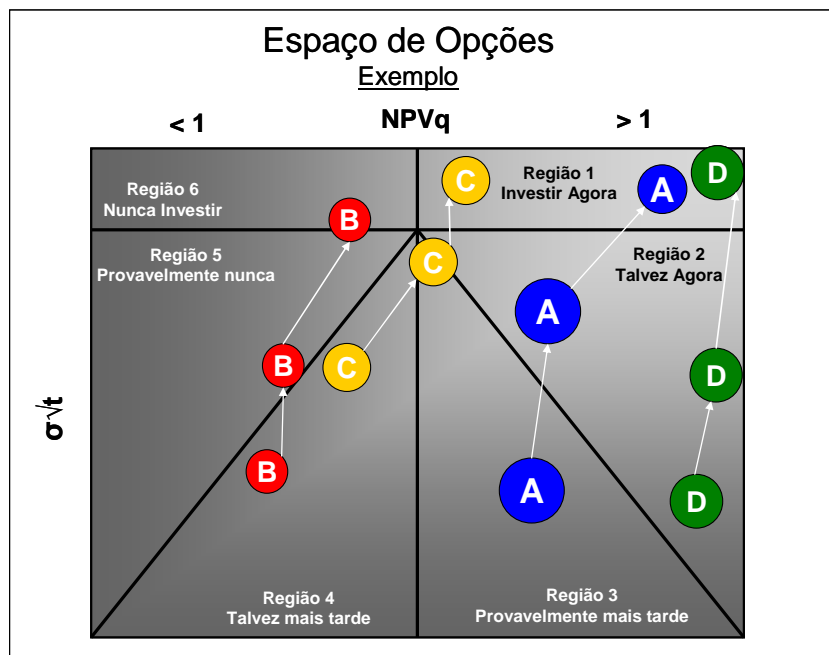 Espaço de Opções
Exemplo
< 1
NPVq
> 1
Região 6
Nunca Investir
Região 1
Investir Agora
C
A
D
B
Região 5
Provavelmente nunca
Região 2
Talvez Agora
C
A
B
C
D
σ√t
B
A
D
Região 4
Talvez mais tarde
Região 3
Provavelmente mais tarde